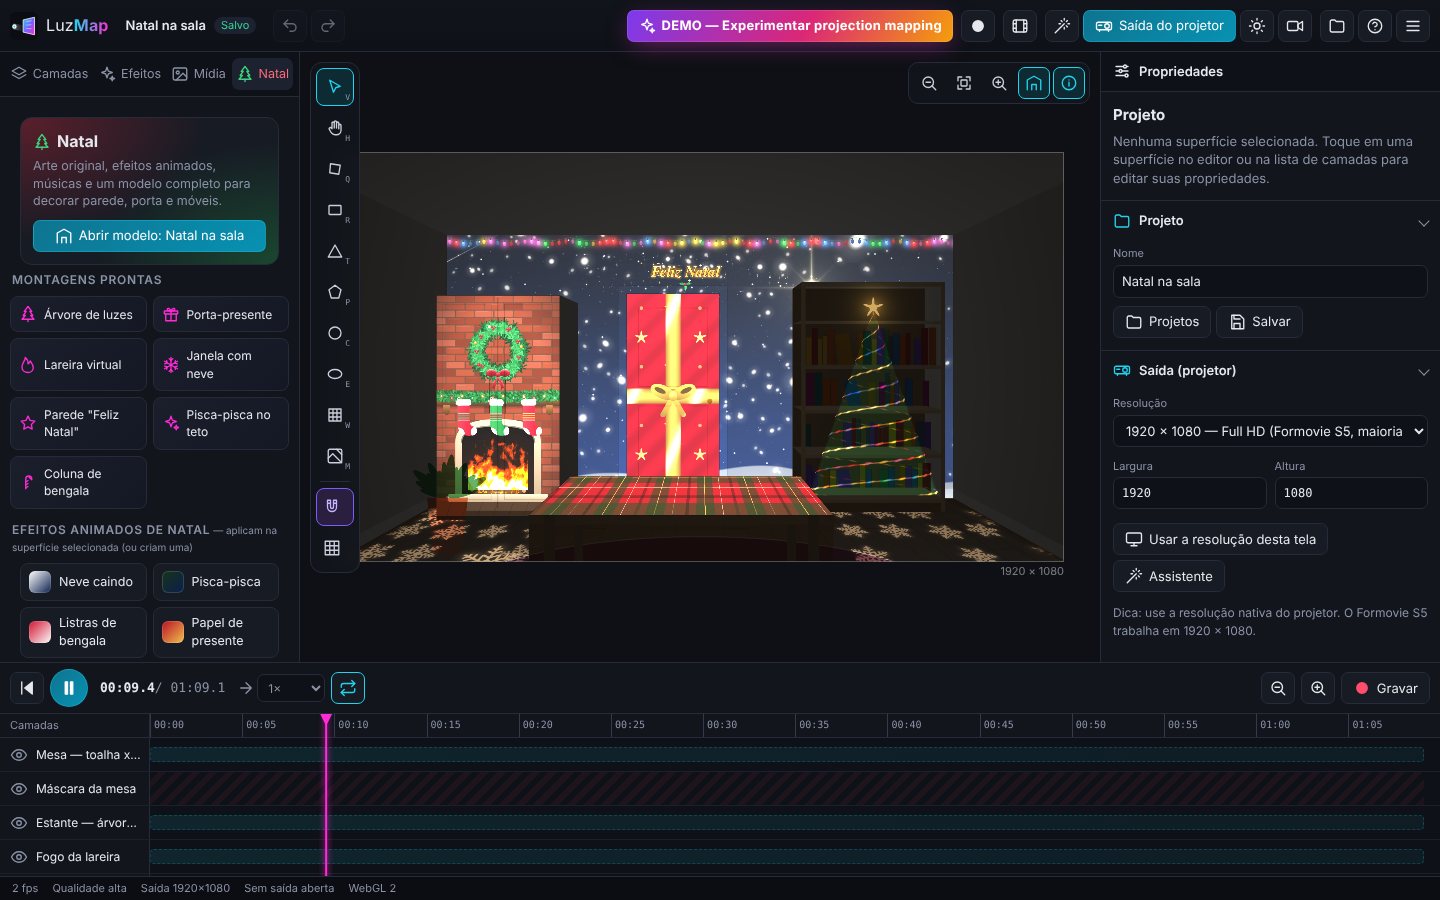 LuzMap
Natal na sala
Salvo
DEMO — Experimentar projection mapping
Saída do projetor
Camadas
Efeitos
Mídia
Natal
Natal
Arte original, efeitos animados,
músicas e um modelo completo para
decorar parede, porta e móveis.
Abrir modelo: Natal na sala
MONTAGENS PRONTAS
Árvore de luzes
Porta-presente
Lareira virtual
Janela com
neve
Parede "Feliz
Natal"
Pisca-pisca no
teto
Coluna de
bengala
EFEITOS ANIMADOS DE NATAL — aplicam na
superfície selecionada (ou criam uma)
Neve caindo
Pisca-pisca
Listras de
bengala
Papel de
presente
V
H
Q
R
T
P
C
E
W
M
Feliz Natal
1920 × 1080
Propriedades
Projeto
Nenhuma superfície selecionada. Toque em uma
superfície no editor ou na lista de camadas para
editar suas propriedades.
Projeto
Nome
Natal na sala
Projetos
Salvar
Saída (projetor)
Resolução
1920 × 1080 — Full HD (Formovie S5, maioria
Largura
Altura
1920
1080
Usar a resolução desta tela
Assistente
Dica: use a resolução nativa do projetor. O Formovie S5
trabalha em 1920 × 1080.
00:09.4/ 01:09.1
1×
Gravar
Camadas
00:00
00:05
00:10
00:15
00:20
00:25
00:30
00:35
00:40
00:45
00:50
00:55
01:00
01:05
Mesa — toalha x...
Máscara da mesa
Estante — árvor...
Fogo da lareira
2 fps
Qualidade alta
Saída 1920×1080
Sem saída aberta
WebGL 2